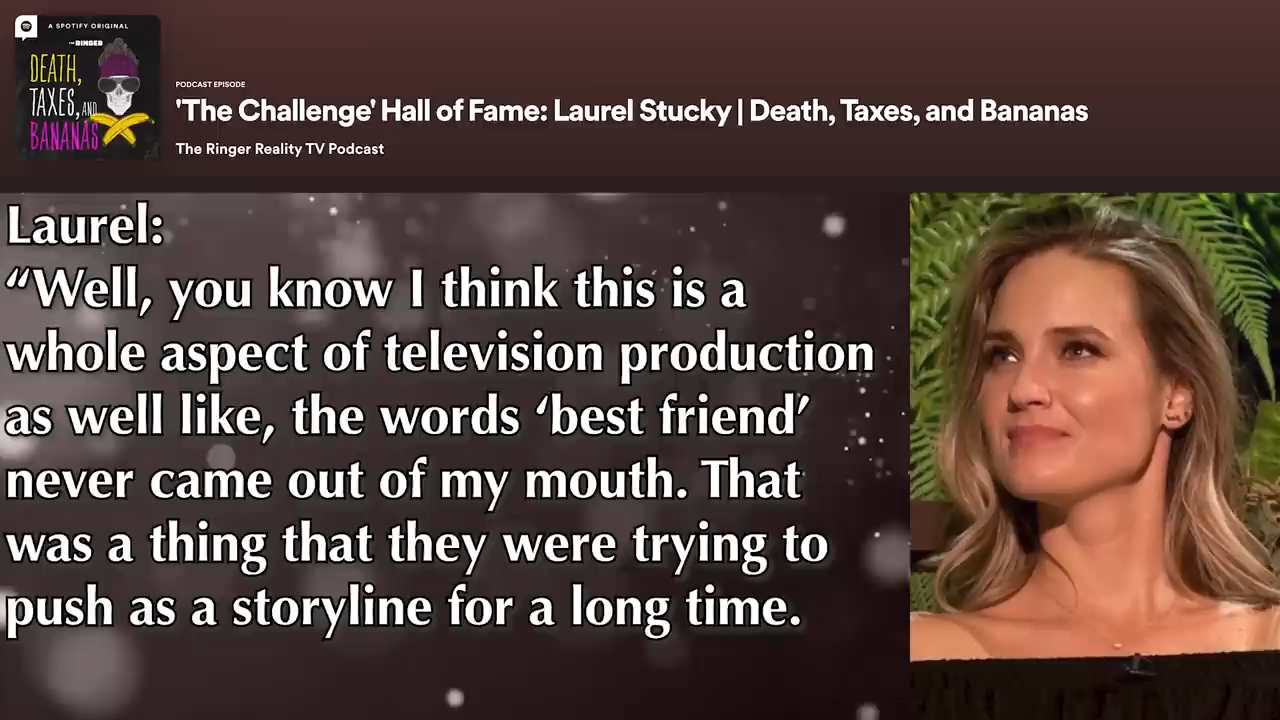 A SPOTIFY ORIGINAL
THE RINGER
DEATH,
TAXES, AND
BANANAS
PODCAST EPISODE
'The Challenge' Hall of Fame: Laurel Stucky | Death, Taxes, and Bananas
The Ringer Reality TV Podcast
Laurel:
“Well, you know I think this is a
whole aspect of television production
as well like, the words ‘best friend’
never came out of my mouth. That
was a thing that they were trying to
push as a storyline for a long time.